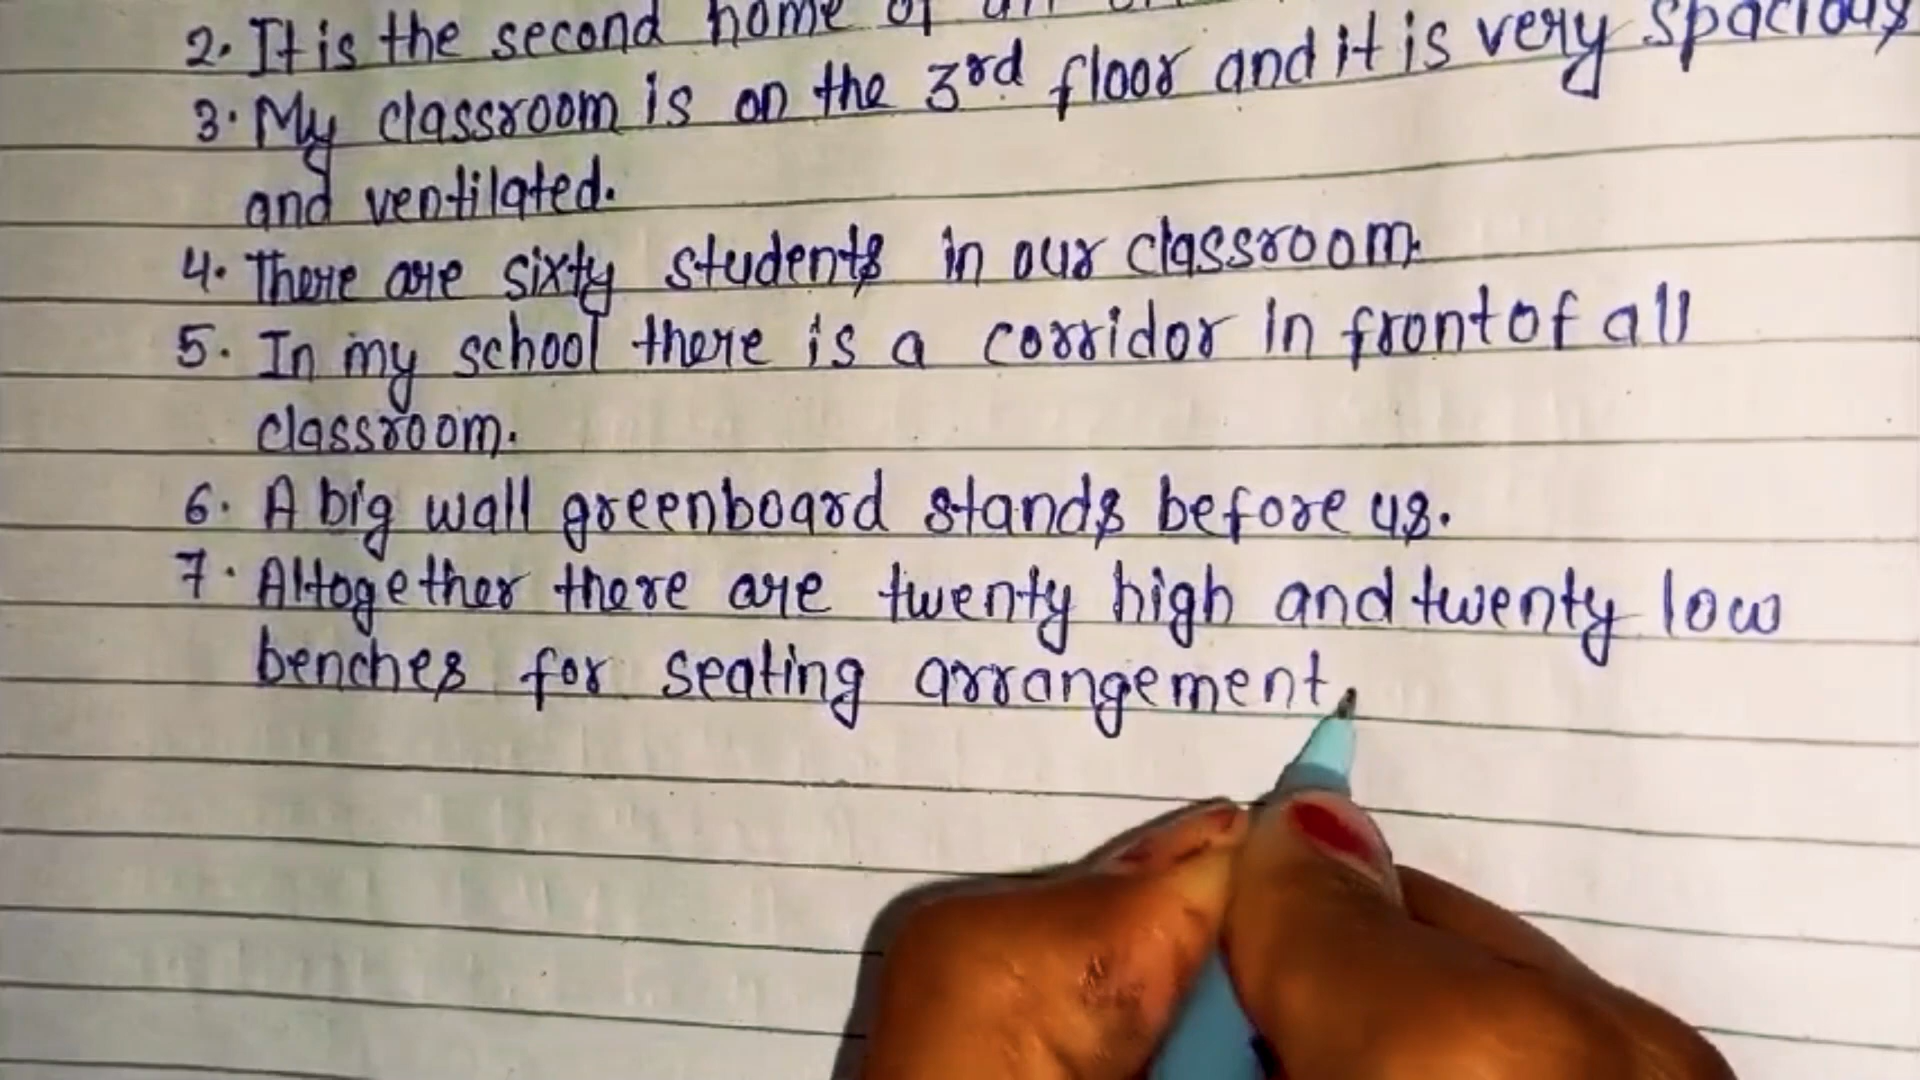 2. It is the second home of
3. My classroom is on the 3rd floor and it is very spacious
and ventilated.
4. There are sixty students in our classroom.
5. In my school there is a corridor in front of all
classroom.
6. A big wall greenboard stands before us.
7. Altogether there are twenty high and twenty low
benches for seating arrangement.